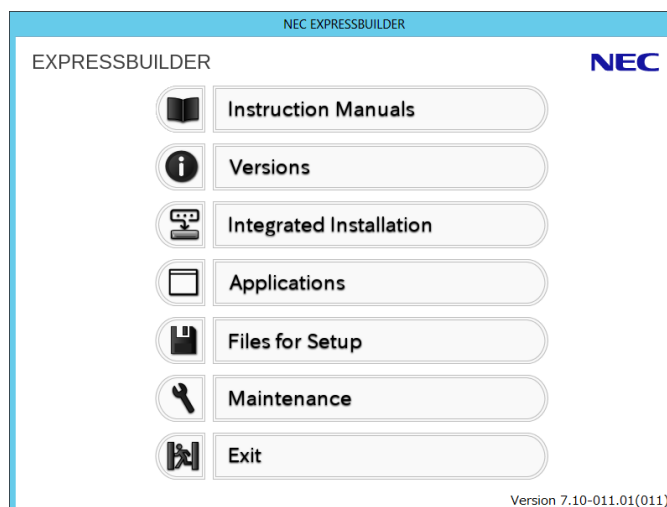 NEC EXPRESSBUILDER
EXPRESSBUILDER
NEC
Instruction Manuals
Versions
Integrated Installation
Applications
Files for Setup
Maintenance
Exit
Version 7.10-011.01(011)